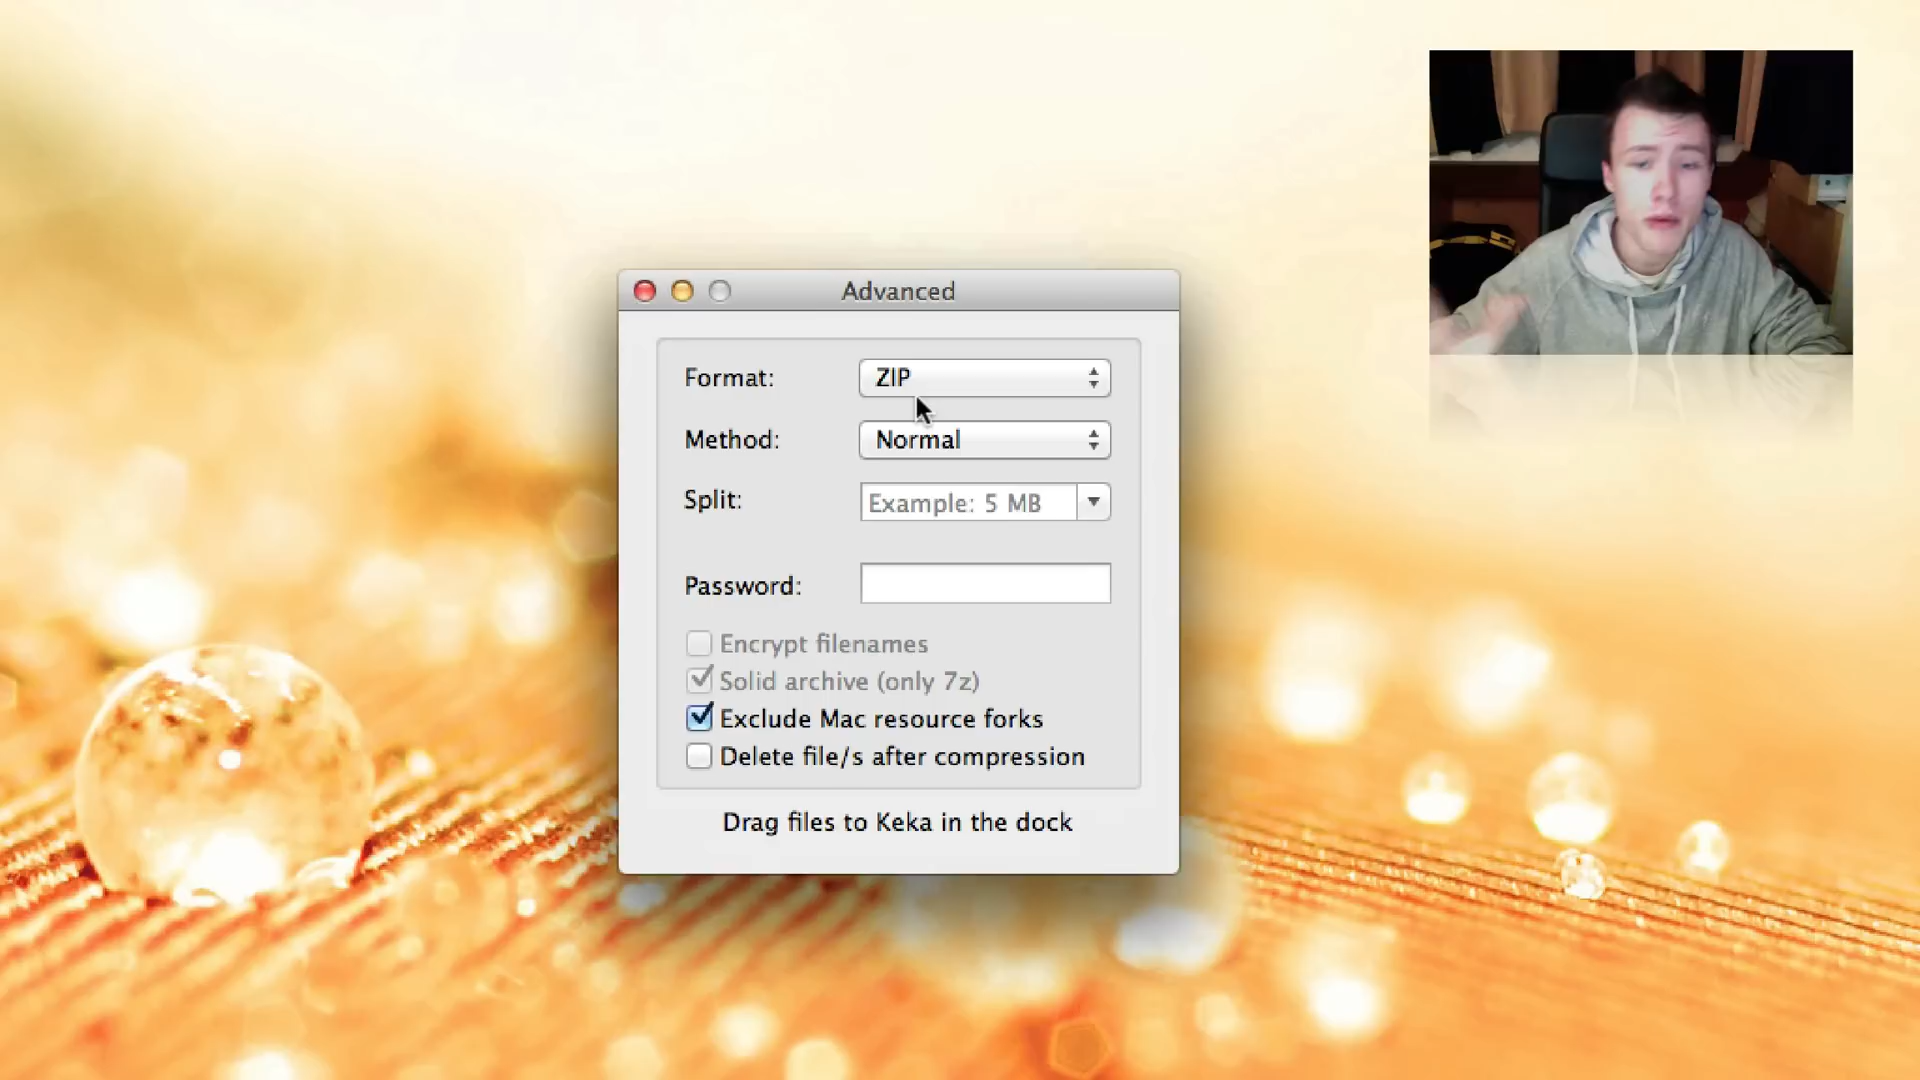 Advanced
Format: ZIP
Method: Normal
Split: Example: 5 MB
Password:
Encrypt filenames
Solid archive (only 7z)
Exclude Mac resource forks
Delete file/s after compression
Drag files to Keka in the dock